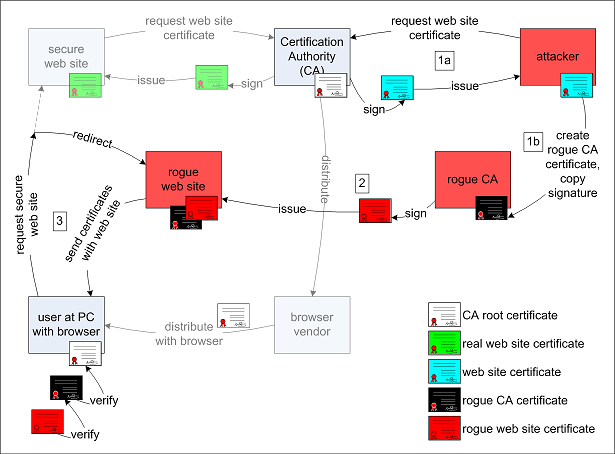 request web site
certificate
request web site
certificate
secure
web site
Certification
Authority
(CA)
1a
attacker
issue
sign
sign
issue
1b
create
rogue CA
certificate,
copy
signature
redirect
distribute
rogue
web site
2
rogue CA
issue
sign
request secure
web site
3
send certificates
with web site
user at PC
with browser
distribute
with browser
browser
vendor
verify
verify
CA root certificate
real web site certificate
web site certificate
rogue CA certificate
rogue web site certificate